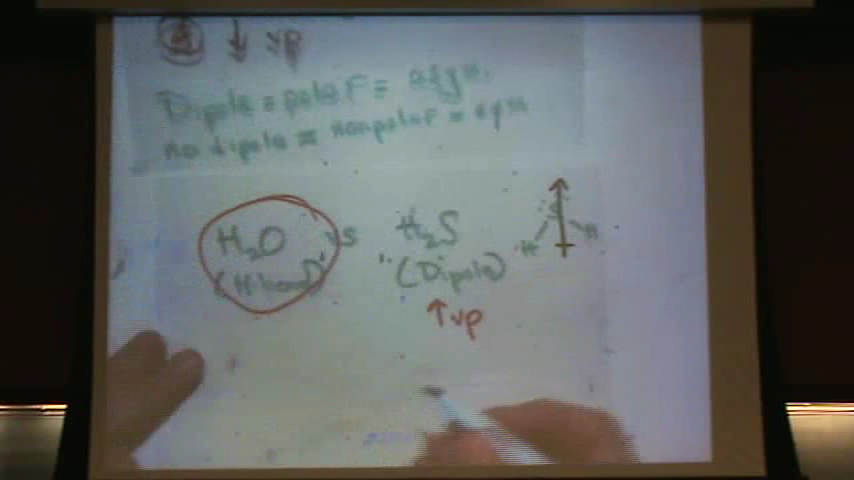 ↓ vp
Dipole = polar = asym.
no dipole = nonpolar = sym
H₂O vs H₂S
(H-bond) (Dipole)
S
H H
↑ vp